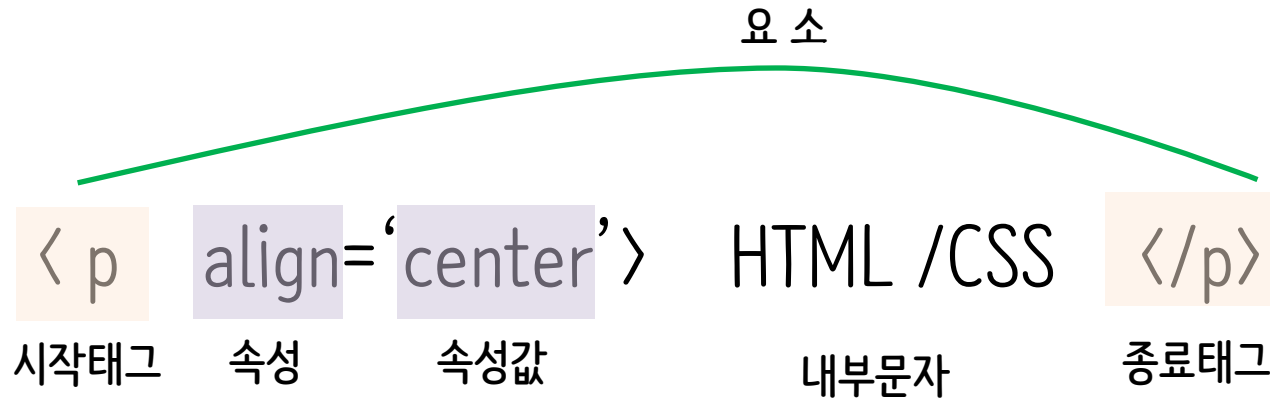 요 소
< p align=‘center’> HTML /CSS </p>
시작태그 속성 속성값 내부문자 종료태그